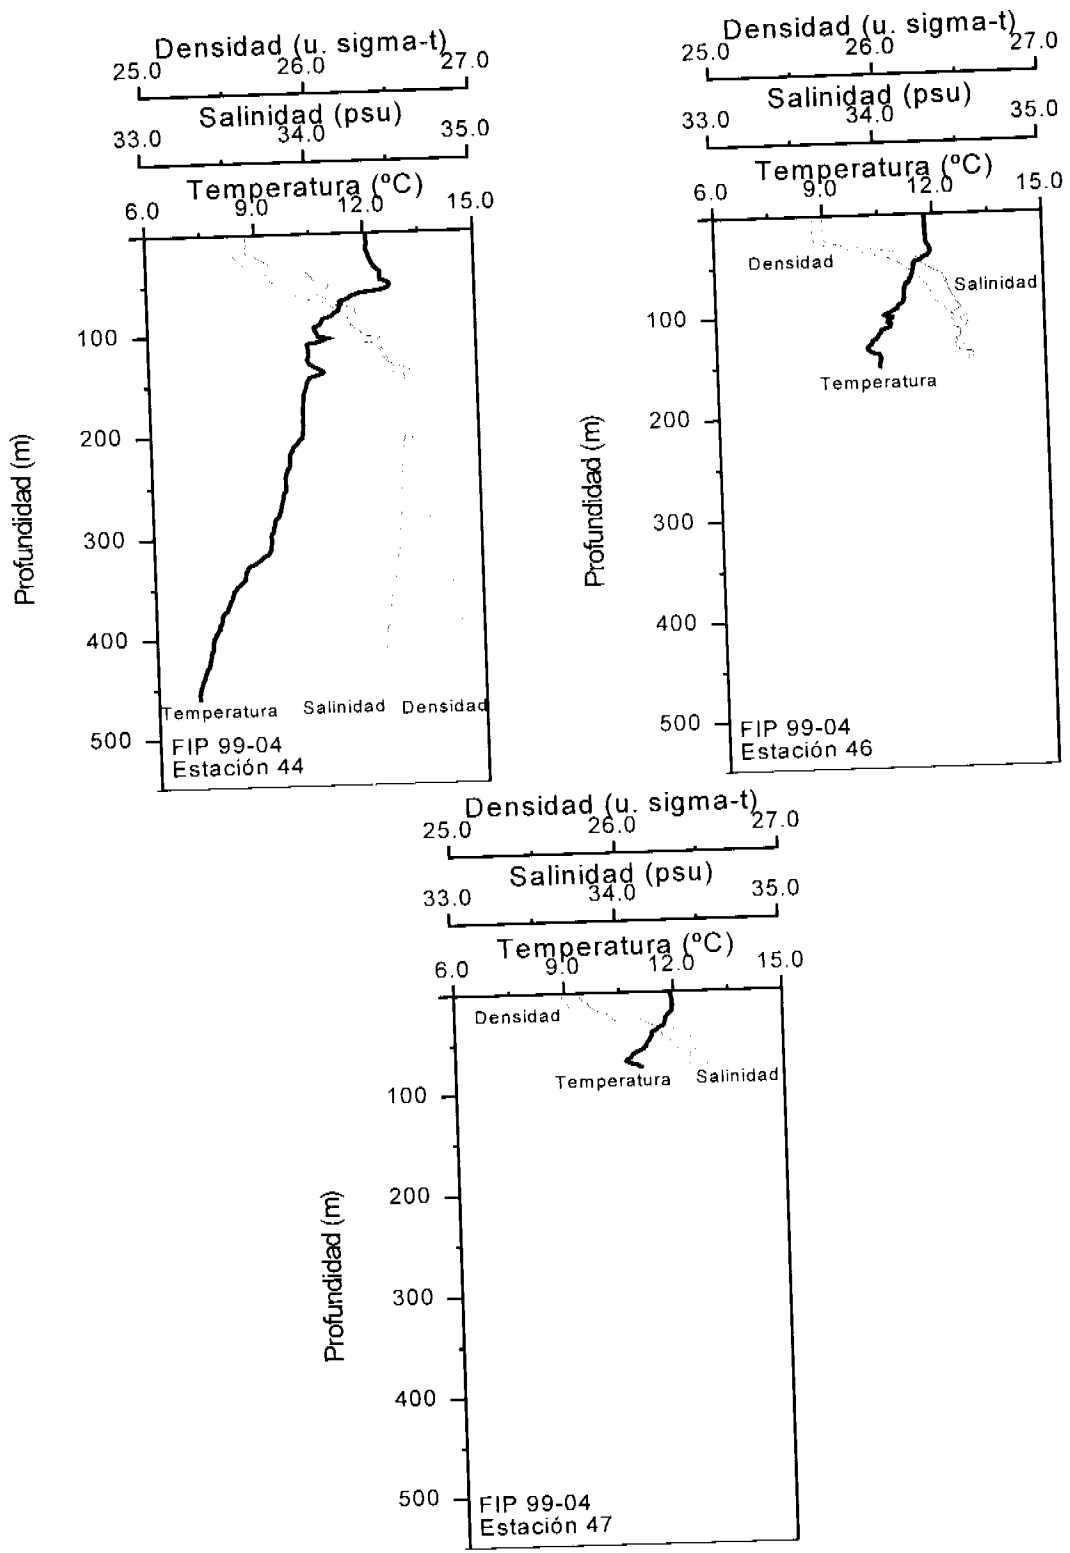 Densidad (u. sigma-t)
25.0 26.0 27.0
Salinidad (psu)
33.0 34.0 35.0
Temperatura (ºC)
6.0 9.0 12.0 15.0
100
200
300
400
500
Profundidad (m)
Temperatura Salinidad Densidad
FIP 99-04
Estación 44
Densidad (u. sigma-t)
25.0 26.0 27.0
Salinidad (psu)
33.0 34.0 35.0
Temperatura (ºC)
6.0 9.0 12.0 15.0
Densidad
Salinidad
Temperatura
100
200
300
400
500
Profundidad (m)
FIP 99-04
Estación 46
Densidad (u. sigma-t)
25.0 26.0 27.0
Salinidad (psu)
33.0 34.0 35.0
Temperatura (ºC)
6.0 9.0 12.0 15.0
Densidad
Temperatura Salinidad
100
200
300
400
500
Profundidad (m)
FIP 99-04
Estación 47